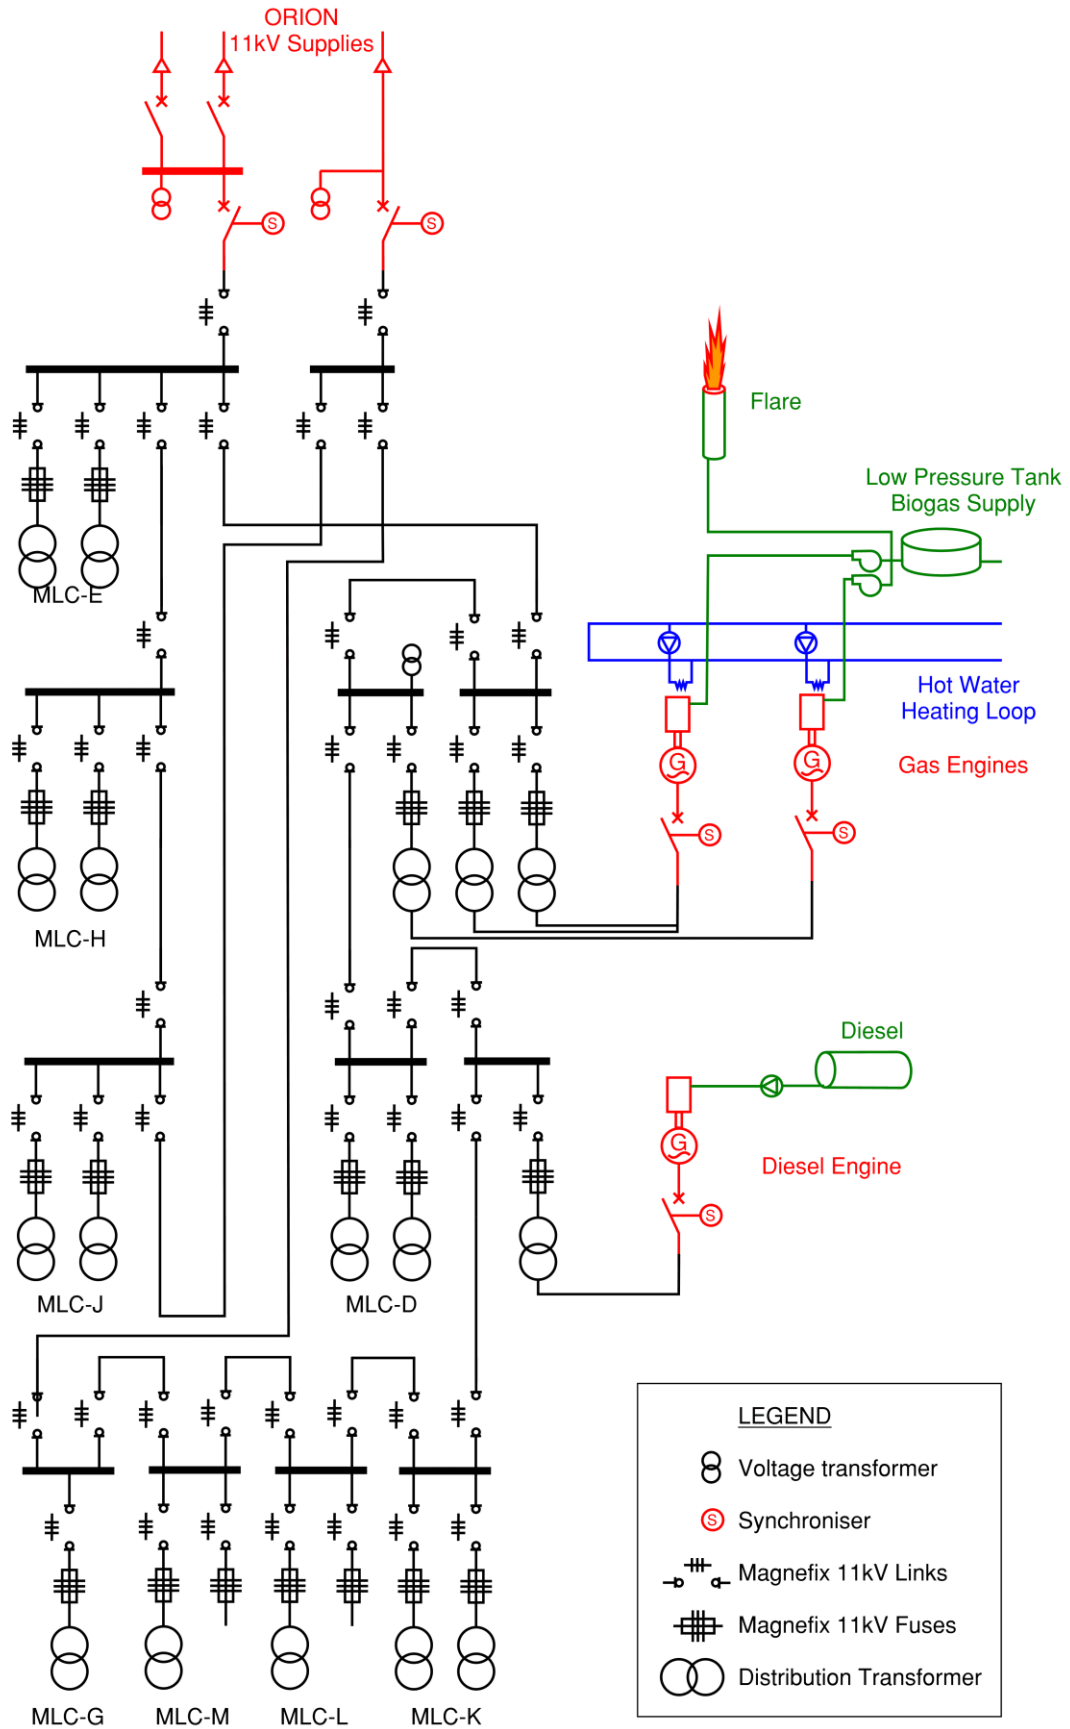 ORION
11kV Supplies
S
S
Flare
Low Pressure Tank
Biogas Supply
MLC-E
Hot Water
Heating Loop
G
G
Gas Engines
S
S
MLC-H
Diesel
G
Diesel Engine
S
MLC-J
MLC-D
LEGEND
Voltage transformer
S
Synchroniser
Magnefix 11kV Links
Magnefix 11kV Fuses
Distribution Transformer
MLC-G
MLC-M
MLC-L
MLC-K